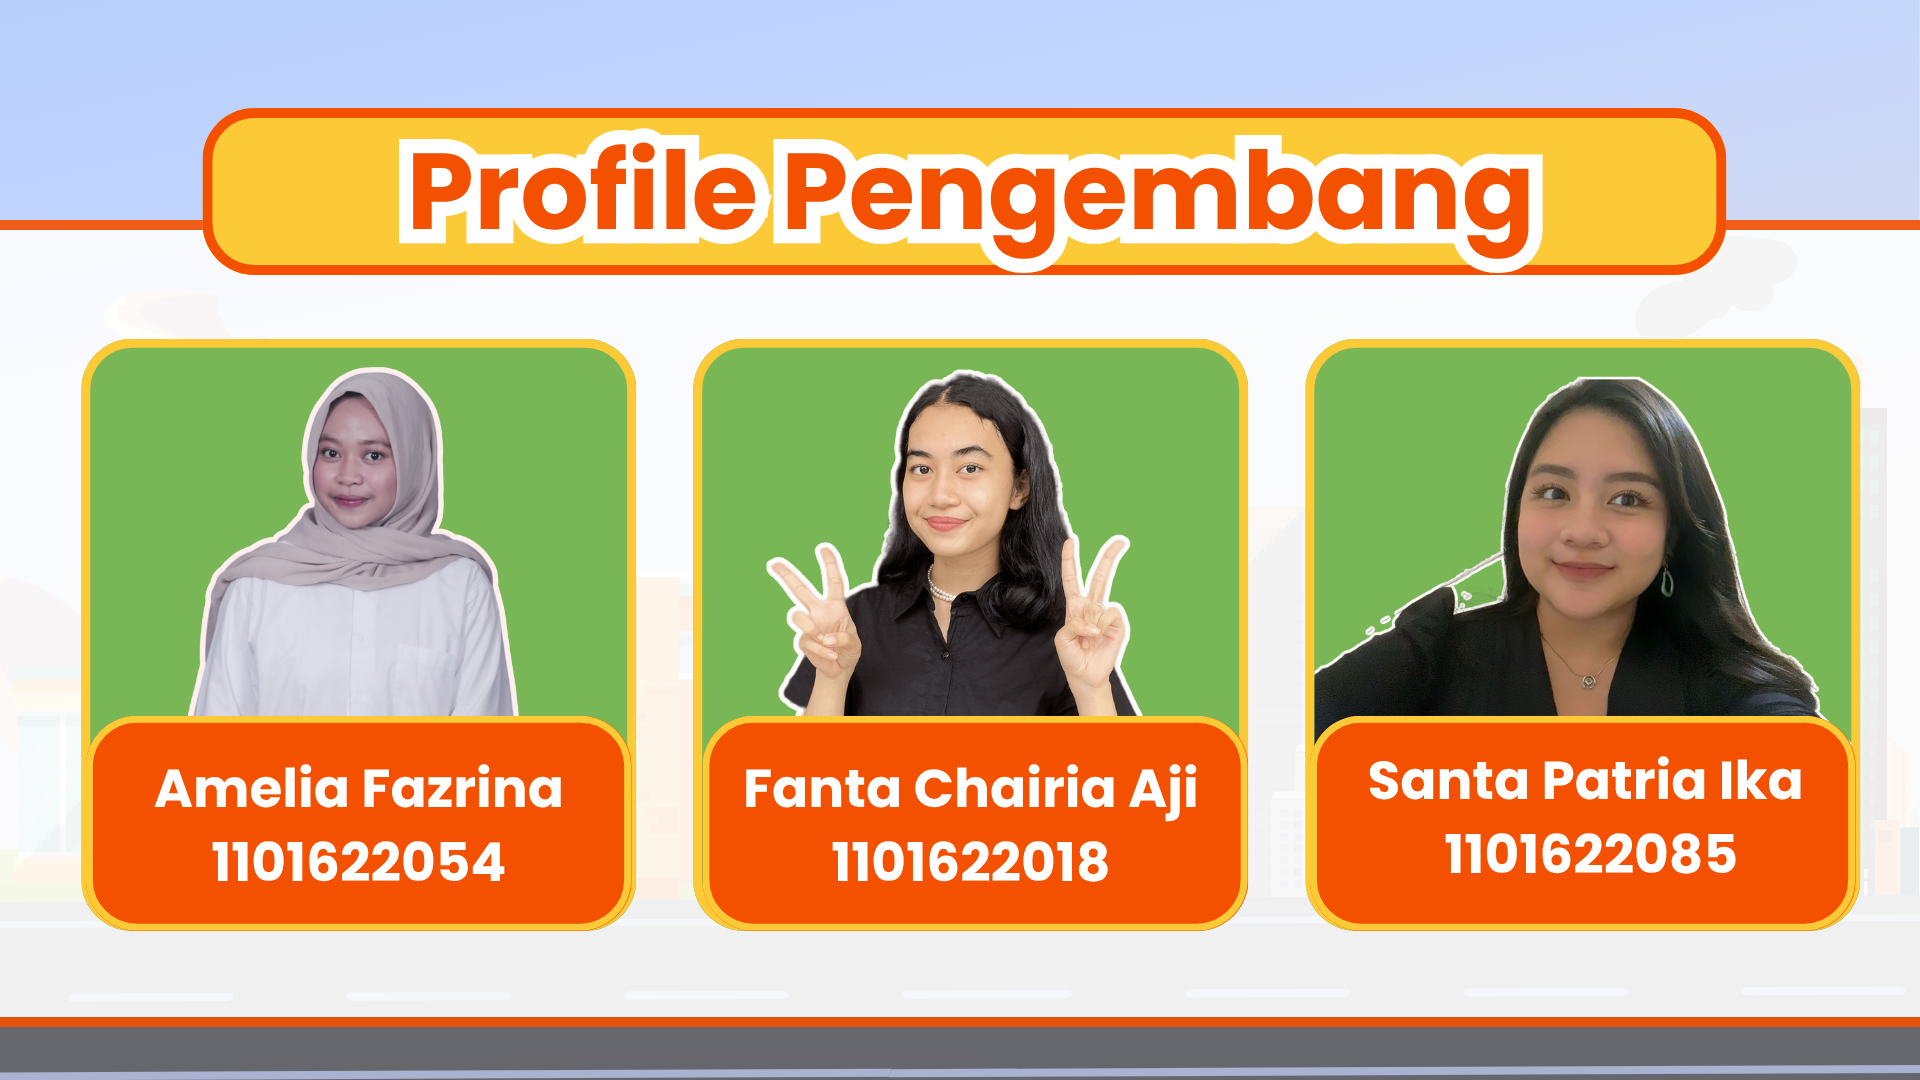 Profile Pengembang
Amelia Fazrina
1101622054
Fanta Chairia Aji
1101622018
Santa Patria Ika
1101622085